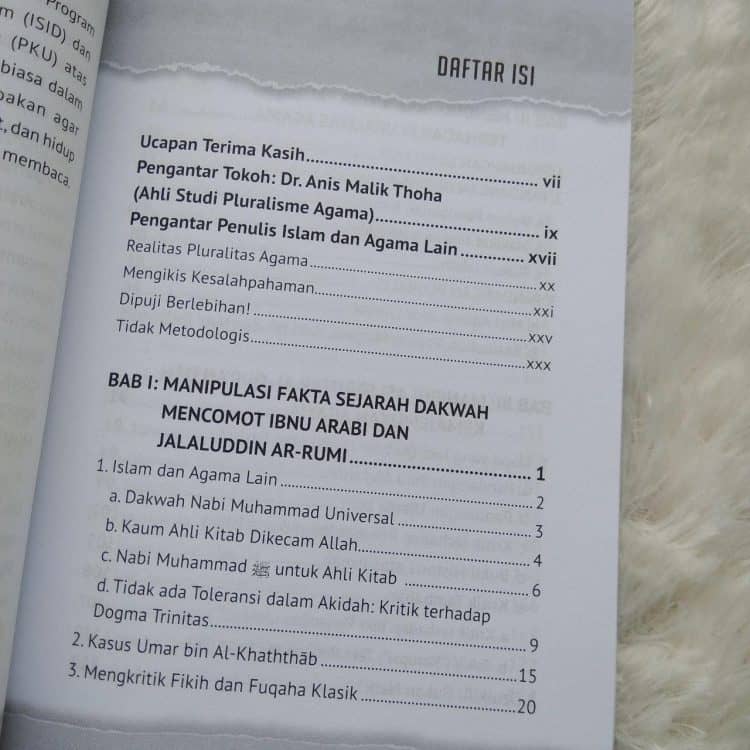 Program
(ISID) dan
(PKU) atas
biasa dalam
agar
dan hidup
membaca.
DAFTAR ISI
Ucapan Terima Kasih.......... vii
Pengantar Tokoh: Dr. Anis Malik Thoha
(Ahli Studi Pluralisme Agama).......... ix
Pengantar Penulis Islam dan Agama Lain .......... xvii
Realitas Pluralitas Agama .......... xx
Mengikis Kesalahpahaman.......... xxi
Dipuji Berlebihan! .......... xxv
Tidak Metodologis.......... xxx
BAB I: MANIPULASI FAKTA SEJARAH DAKWAH
MENCOMOT IBNU ARABI DAN
JALALUDDIN AR-RUMI.......... 1
1. Islam dan Agama Lain .......... 2
a. Dakwah Nabi Muhammad Universal .......... 3
b. Kaum Ahli Kitab Dikecam Allah.......... 4
c. Nabi Muhammad ﷺ untuk Ahli Kitab .......... 6
d. Tidak ada Toleransi dalam Akidah: Kritik terhadap
Dogma Trinitas.......... 9
2. Kasus Umar bin Al-Khaththāb .......... 15
3. Mengkritik Fikih dan Fuqaha Klasik .......... 20